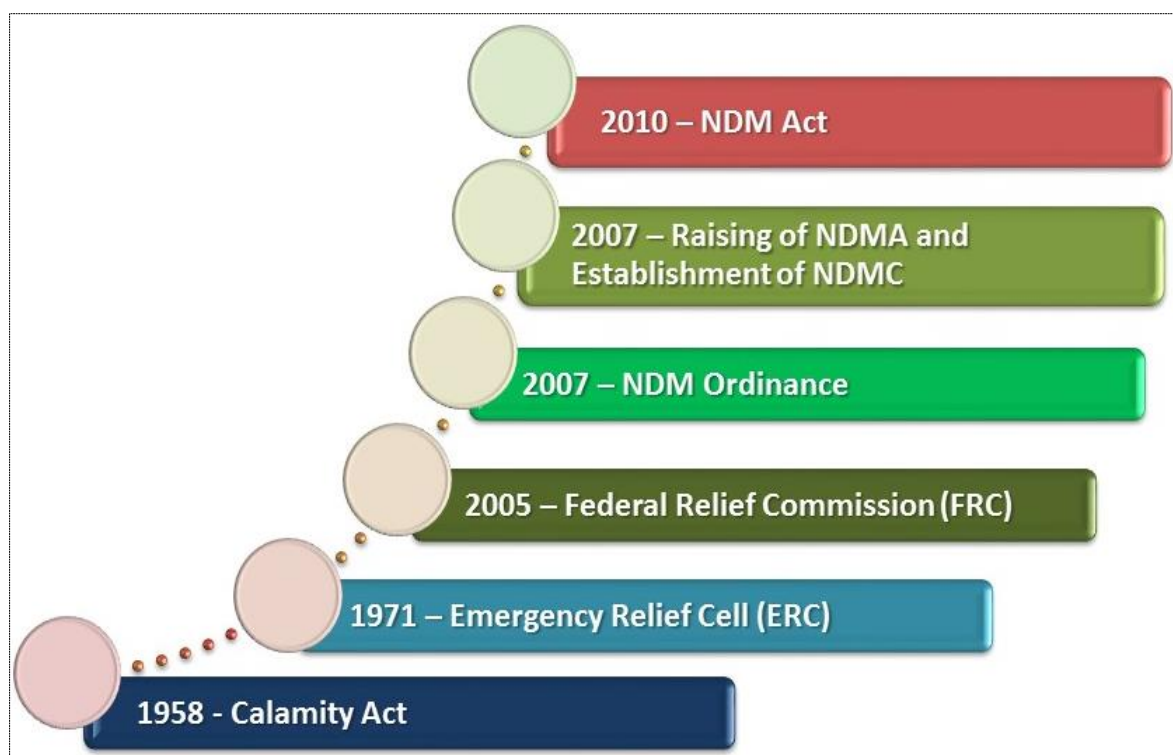 2010 – NDM Act
2007 – Raising of NDMA and
Establishment of NDMC
2007 – NDM Ordinance
2005 – Federal Relief Commission (FRC)
1971 – Emergency Relief Cell (ERC)
1958 - Calamity Act